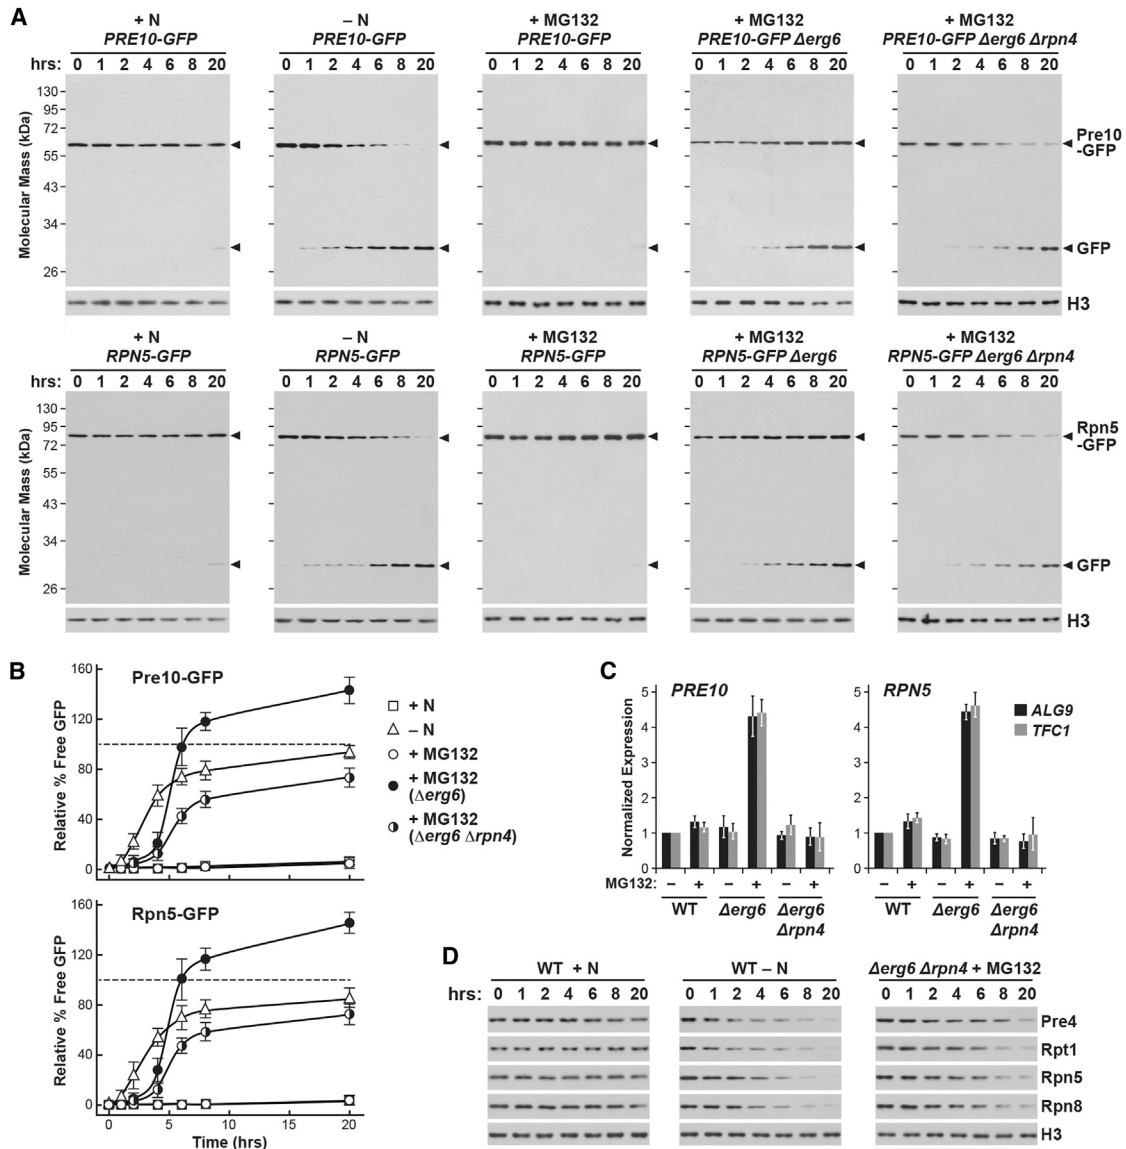 A
+ N
PRE10-GFP
– N
PRE10-GFP
+ MG132
PRE10-GFP
+ MG132
PRE10-GFP Δerg6
+ MG132
PRE10-GFP Δerg6 Δrpn4
hrs: 0 1 2 4 6 8 20 0 1 2 4 6 8 20 0 1 2 4 6 8 20 0 1 2 4 6 8 20 0 1 2 4 6 8 20
Molecular Mass (kDa)
130
95
72
55
43
34
26
Pre10
-GFP
GFP
H3
+ N
RPN5-GFP
– N
RPN5-GFP
+ MG132
RPN5-GFP
+ MG132
RPN5-GFP Δerg6
+ MG132
RPN5-GFP Δerg6 Δrpn4
hrs: 0 1 2 4 6 8 20 0 1 2 4 6 8 20 0 1 2 4 6 8 20 0 1 2 4 6 8 20 0 1 2 4 6 8 20
Molecular Mass (kDa)
130
95
72
55
43
34
26
Rpn5
-GFP
GFP
H3
B
Pre10-GFP
Relative % Free GFP
160
120
80
40
0
+ N
– N
+ MG132
+ MG132
(Δerg6)
+ MG132
(Δerg6 Δrpn4)
Rpn5-GFP
Relative % Free GFP
160
120
80
40
0
0 5 10 15 20
Time (hrs)
C
PRE10
RPN5
Normalized Expression
5
4
3
2
1
0
5
4
3
2
1
0
ALG9
TFC1
MG132: – + – + – + – + – + – +
WT Δerg6 Δerg6
Δrpn4
WT Δerg6 Δerg6
Δrpn4
D
WT + N
WT – N
Δerg6 Δrpn4 + MG132
hrs: 0 1 2 4 6 8 20 0 1 2 4 6 8 20 0 1 2 4 6 8 20
Pre4
Rpt1
Rpn5
Rpn8
H3